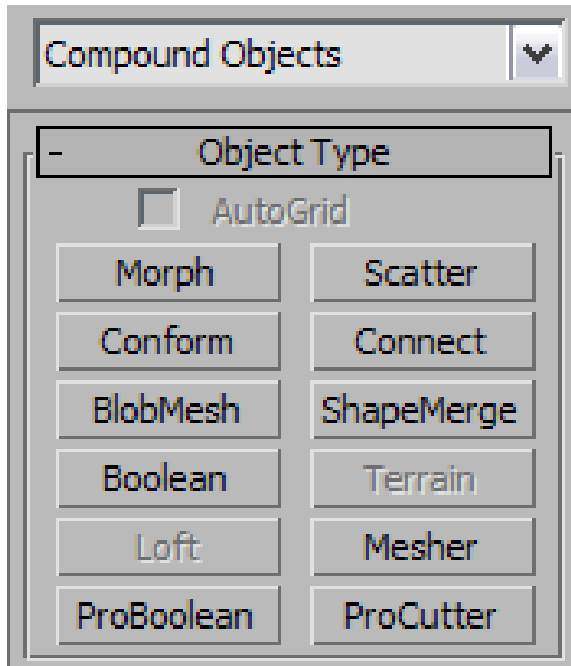 Compound Objects
- Object Type
AutoGrid
Morph Scatter
Conform Connect
BlobMesh ShapeMerge
Boolean Terrain
Loft Mesher
ProBoolean ProCutter